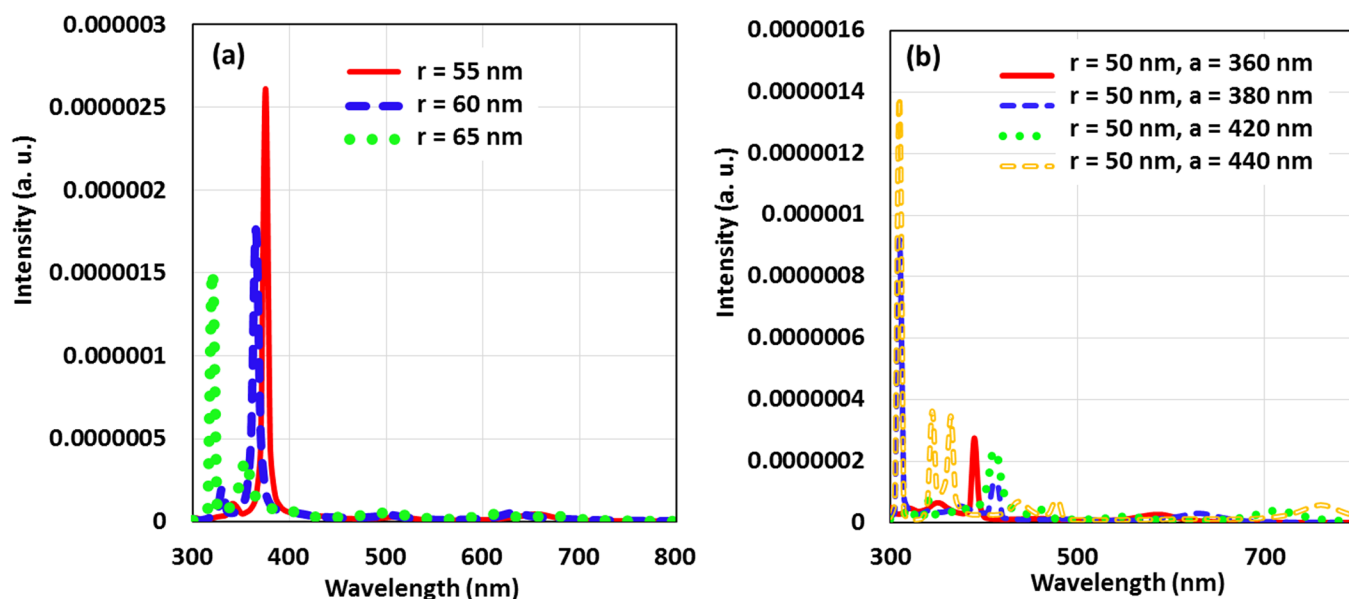 (a)
r = 55 nm
r = 60 nm
r = 65 nm
Intensity (a. u.)
0.000003
0.0000025
0.000002
0.0000015
0.000001
0.0000005
0
300 400 500 600 700 800
Wavelength (nm)
(b)
r = 50 nm, a = 360 nm
r = 50 nm, a = 380 nm
r = 50 nm, a = 420 nm
r = 50 nm, a = 440 nm
Intensity (a. u.)
0.0000016
0.0000014
0.0000012
0.000001
0.0000008
0.0000006
0.0000004
0.0000002
0
300 500 700
Wavelength (nm)